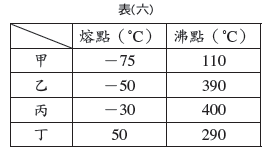 表(六)
熔點（℃） 沸點（℃）
甲 －75 110
乙 －50 390
丙 －30 400
丁 50 290